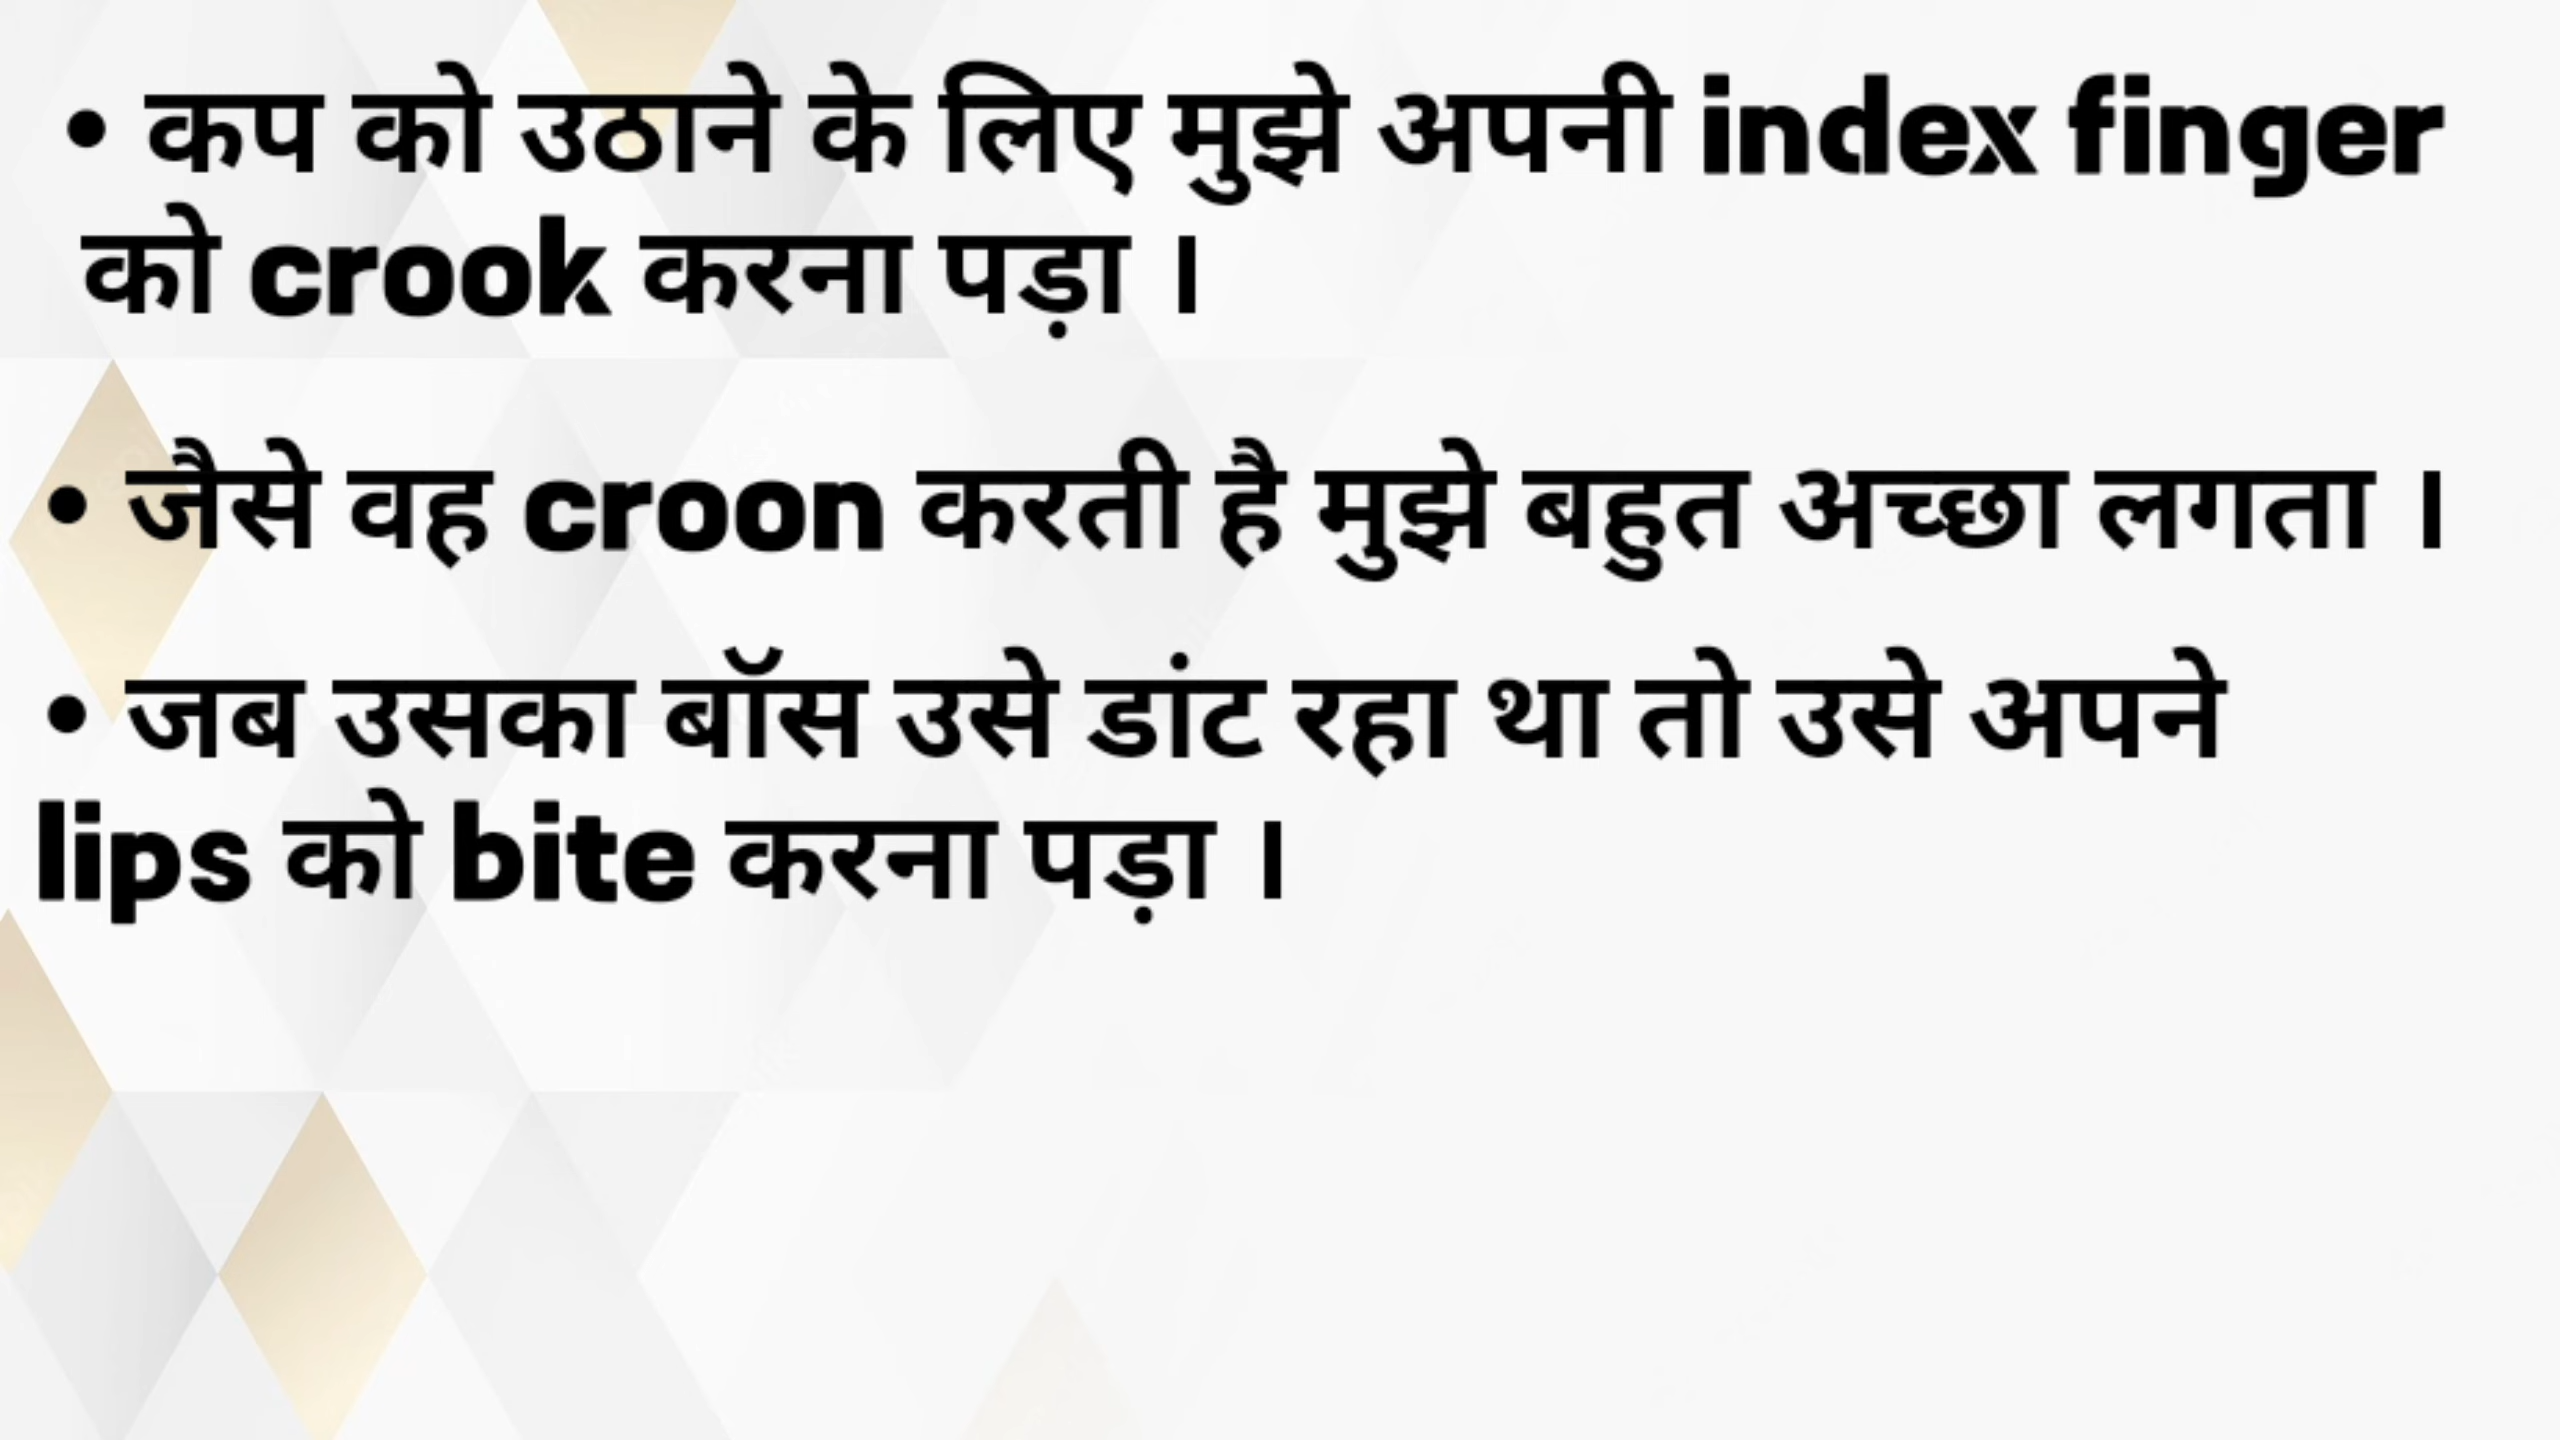 • कप को उठाने के लिए मुझे अपनी index finger
को crook करना पड़ा ।
• जैसे वह croon करती है मुझे बहुत अच्छा लगता ।
• जब उसका बॉस उसे डांट रहा था तो उसे अपने
lips को bite करना पड़ा ।